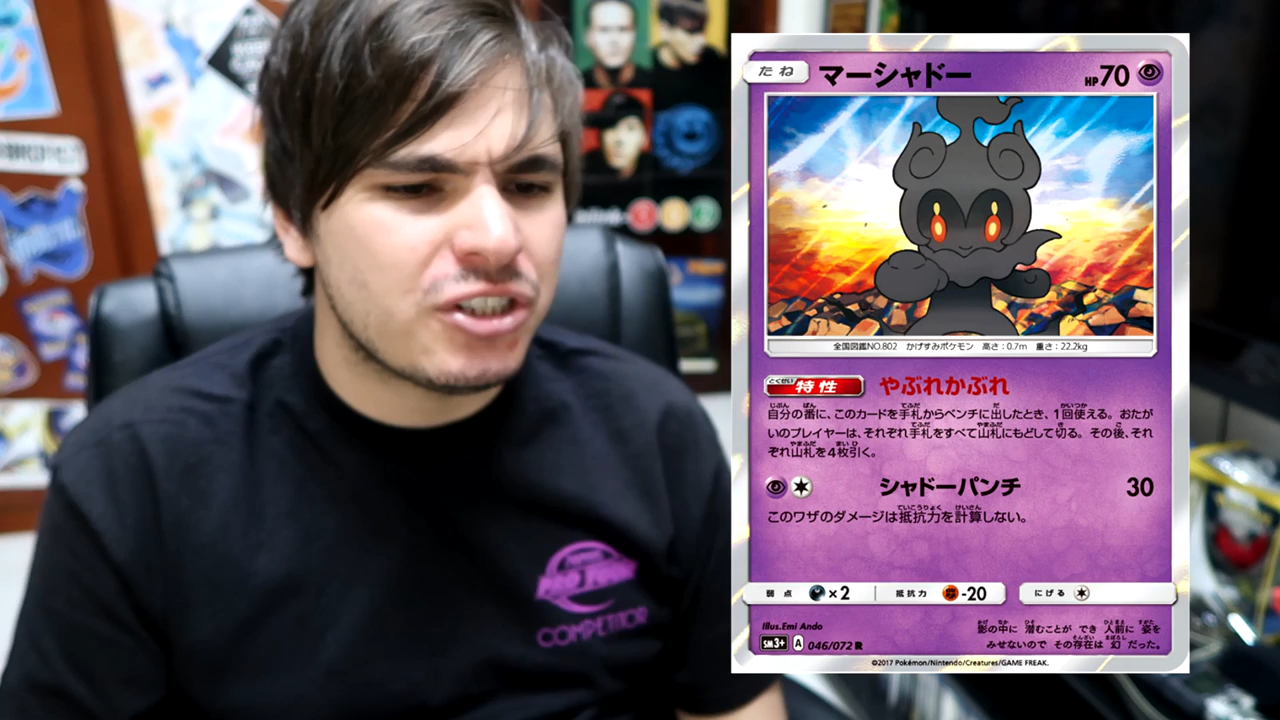 たね マーシャドー HP70
全国図鑑NO.802 かげすみポケモン 高さ:0.7m 重さ:22.2kg
とくせい 特性 やぶれかぶれ
自分の番に、このカードを手札からベンチに出したとき、1回使える。おたが
いのプレイヤーは、それぞれ手札をすべて山札にもどして切る。その後、それ
ぞれ山札を4枚引く。
シャドーパンチ 30
このワザのダメージは抵抗力を計算しない。
弱点 ×2 抵抗力 -20 にげる
Illus.Emi Ando
SM3+ A 046/072 R
影の中に 潜むことが でき 人前に 姿を
みせないので その存在は 幻 だった。
©2017 Pokémon/Nintendo/Creatures/GAME FREAK.
PRO TOUR
COMPETITOR